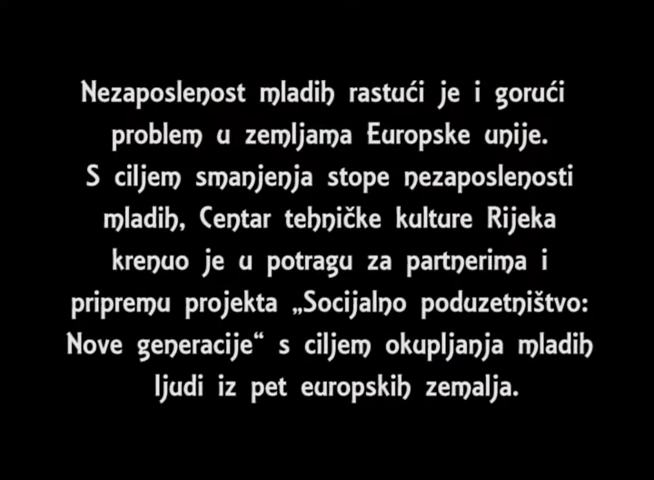 Nezaposlenost mladih rastući je i gorući
problem u zemljama Europske unije.
S ciljem smanjenja stope nezaposlenosti
mladih, Centar tehničke kulture Rijeka
krenuo je u potragu za partnerima i
pripremu projekta „Socijalno poduzetništvo:
Nove generacije“ s ciljem okupljanja mladih
ljudi iz pet europskih zemalja.